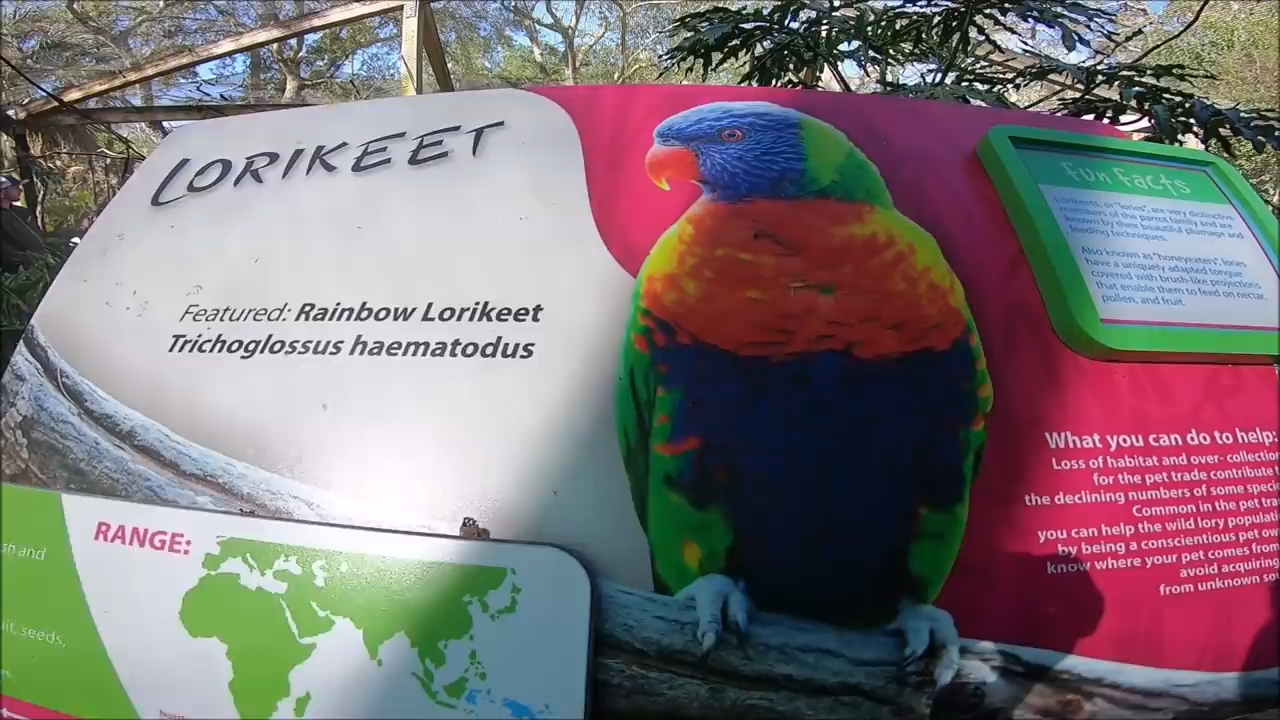 LORIKEET
Featured: Rainbow Lorikeet
Trichoglossus haematodus
Fun Facts
Lorikeets, or "lories", are very distinctive
members of the parrot family and are
known by their beautiful plumage and
feeding techniques.
Also known as "honeyeaters", lories
have a uniquely adapted tongue
covered with brush-like projections
that enable them to feed on nectar,
pollen, and fruit.
What you can do to help:
Loss of habitat and over- collection
for the pet trade contribute
the declining numbers of some
Common in the pet
you can help the wild lory
by being a conscientious pet
know where your pet comes from
avoid acquiring
from unknown
RANGE:
and
seeds,